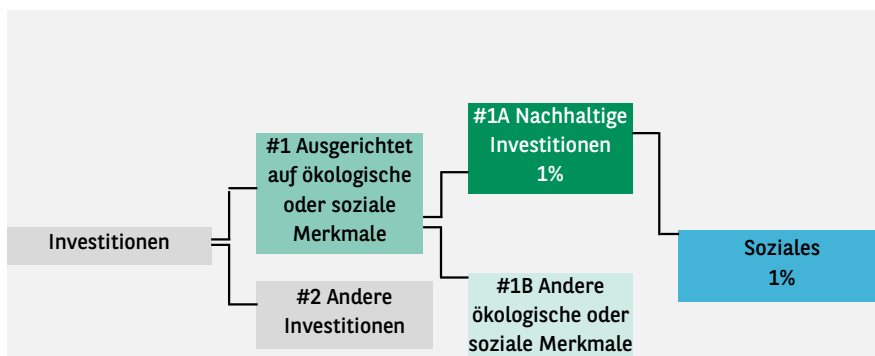 Investitionen
#1 Ausgerichtet
auf ökologische
oder soziale
Merkmale
#2 Andere
Investitionen
#1A Nachhaltige
Investitionen
1%
#1B Andere
ökologische oder
soziale Merkmale
Soziales
1%